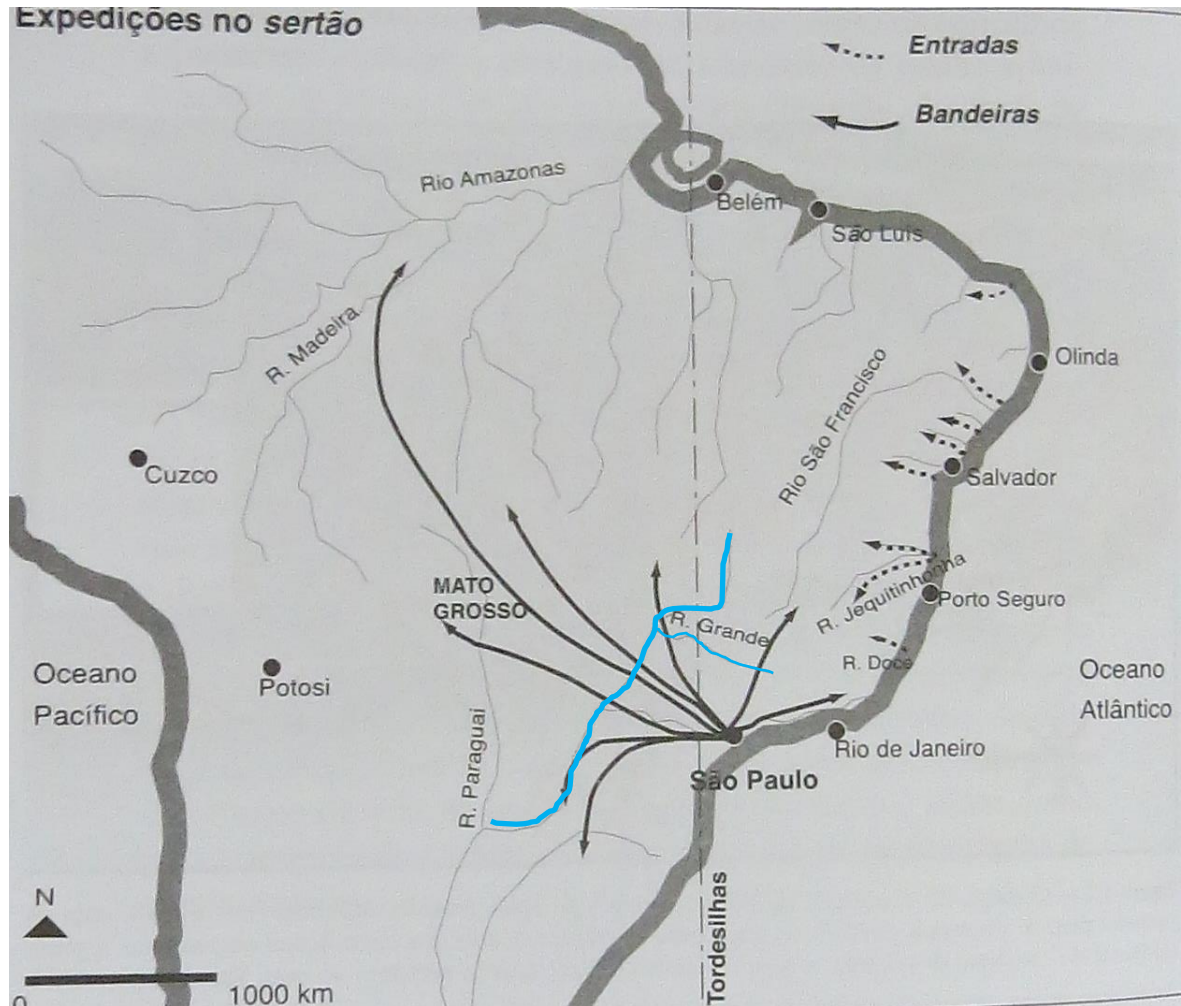 Expedições no sertão
Entradas
Bandeiras
Rio Amazonas
Belém
São Luis
R. Madeira
Olinda
Rio São Francisco
Cuzco
Salvador
MATO
GROSSO
R. Jequitinhonha
Porto Seguro
R. Grande
R. Doce
Potosi
Oceano
Pacífico
Oceano
Atlântico
R. Paraguai
Rio de Janeiro
São Paulo
Tordesilhas
N
0
1000 km